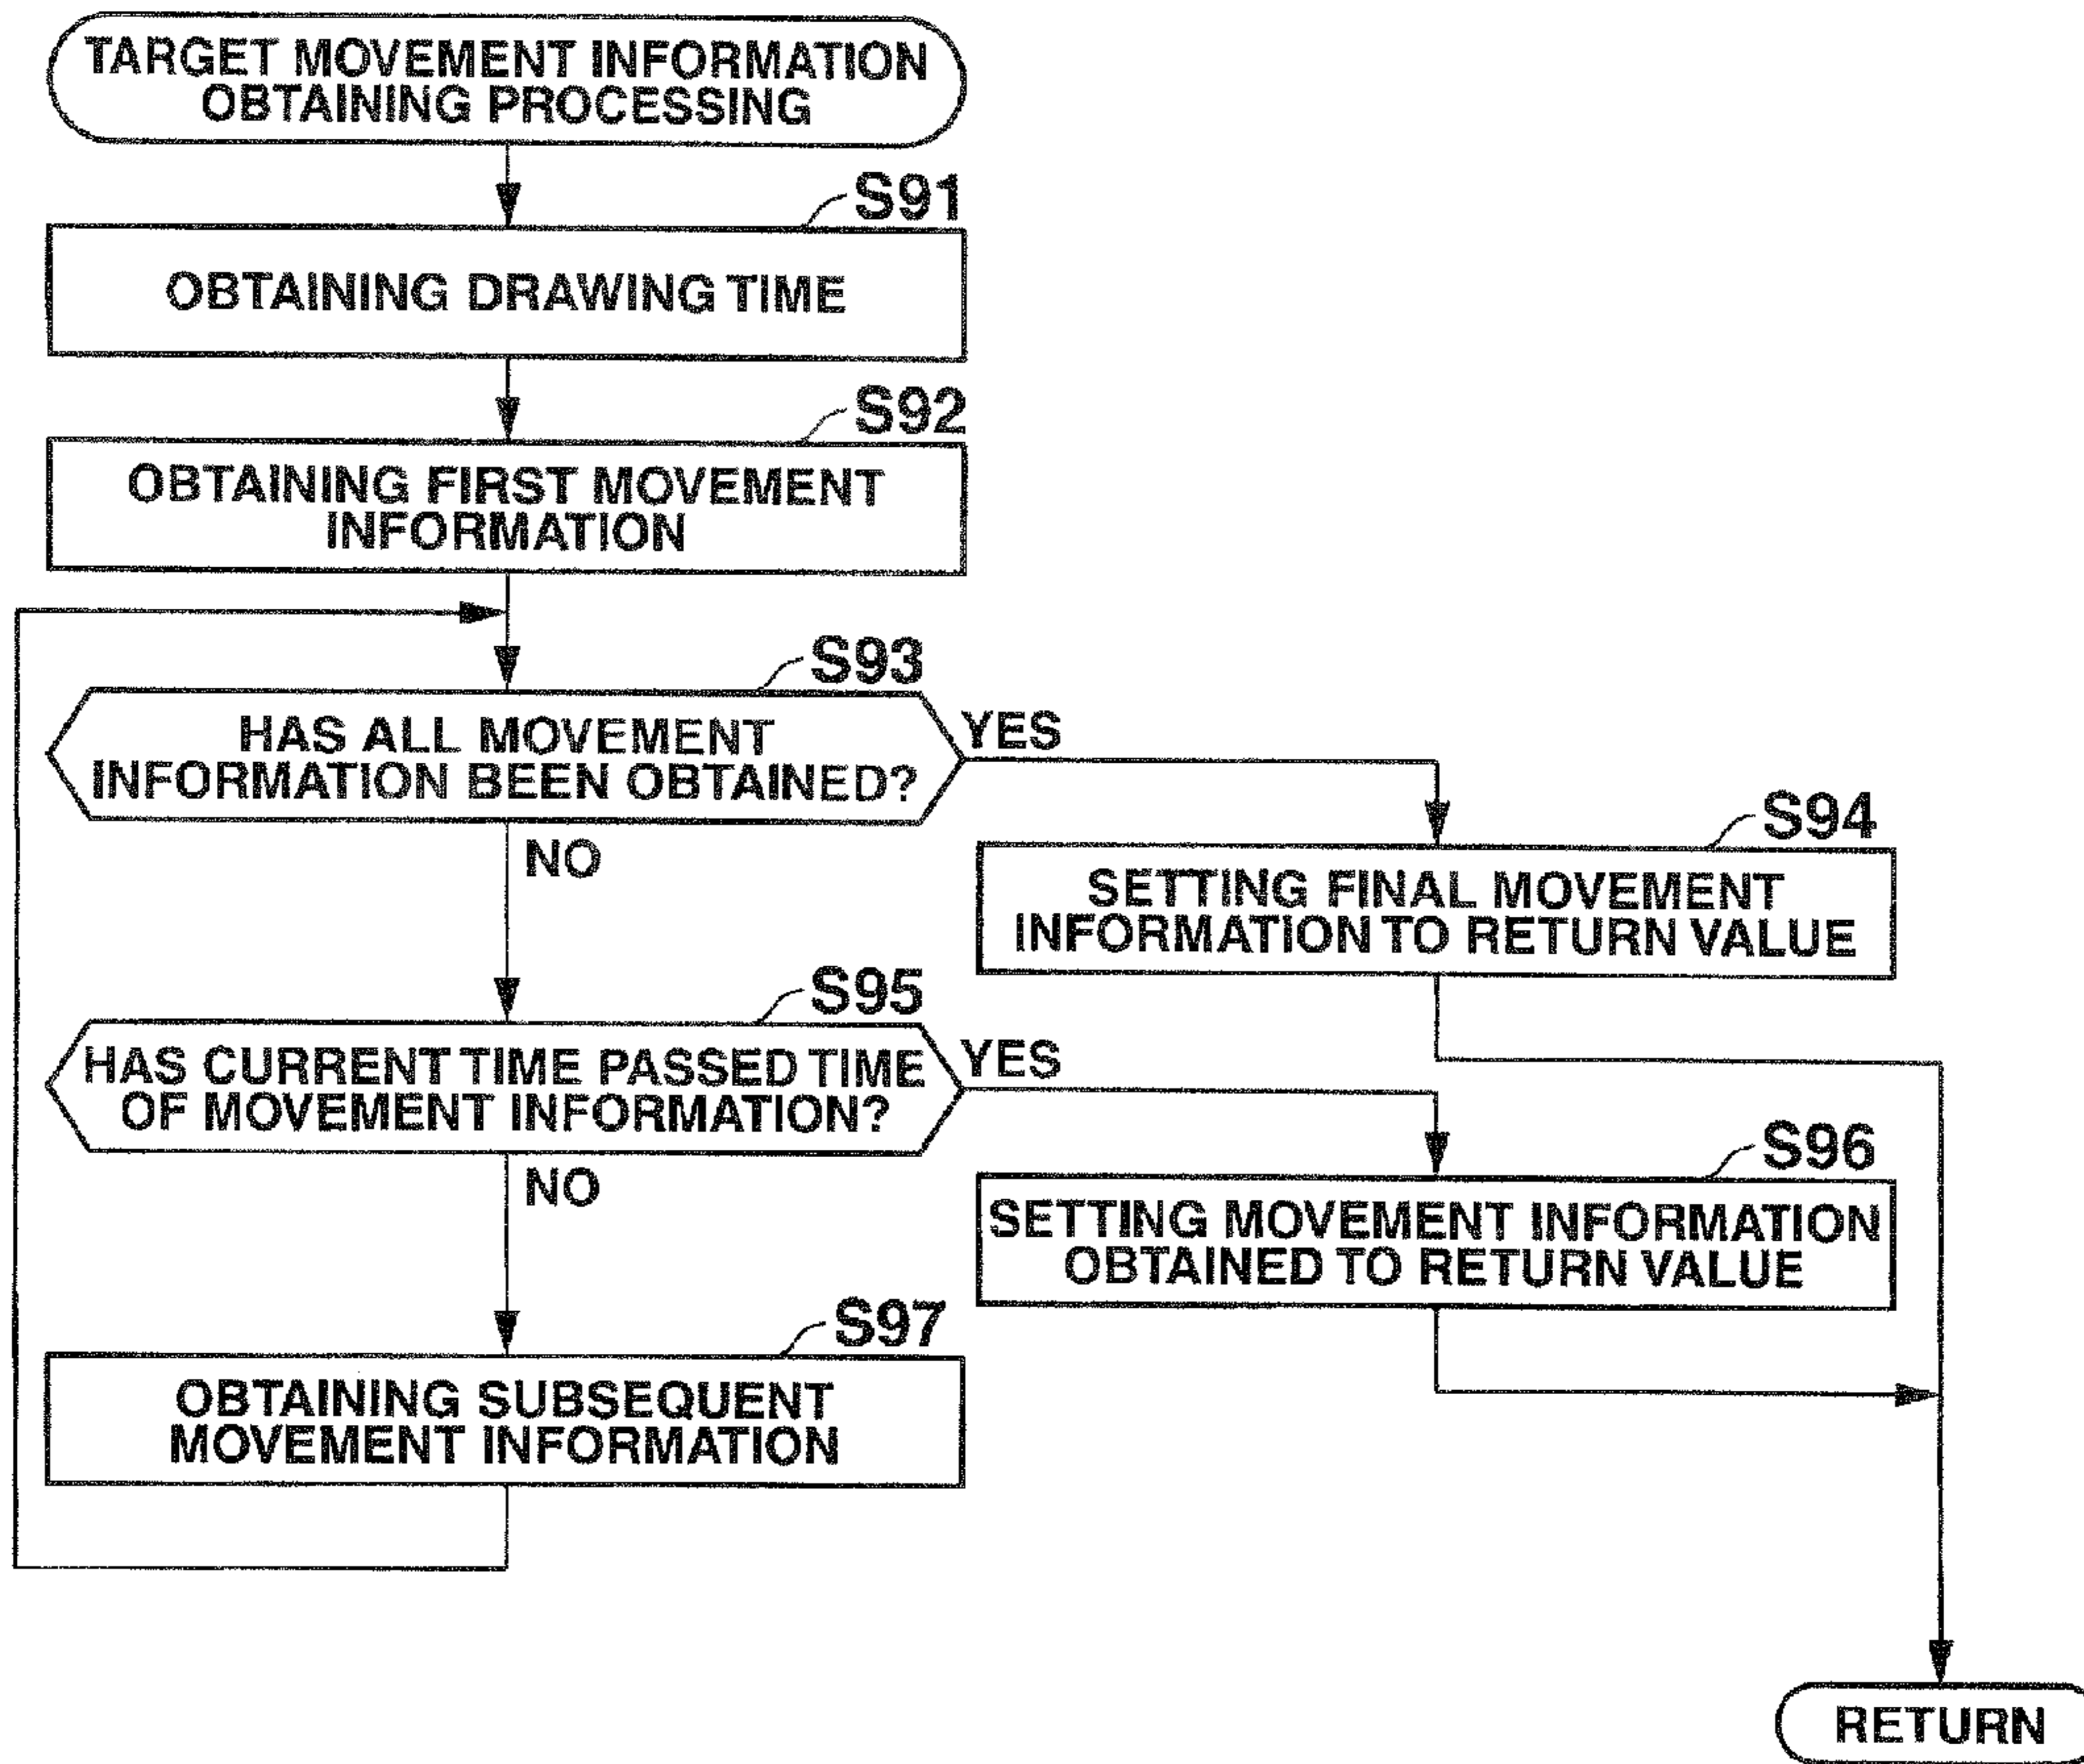 TARGET MOVEMENT INFORMATION
OBTAINING PROCESSING
S91
OBTAINING DRAWING TIME
S92
OBTAINING FIRST MOVEMENT
INFORMATION
S93
HAS ALL MOVEMENT
INFORMATION BEEN OBTAINED?
YES
NO
S94
SETTING FINAL MOVEMENT
INFORMATION TO RETURN VALUE
S95
HAS CURRENT TIME PASSED TIME
OF MOVEMENT INFORMATION?
YES
NO
S96
SETTING MOVEMENT INFORMATION
OBTAINED TO RETURN VALUE
S97
OBTAINING SUBSEQUENT
MOVEMENT INFORMATION
RETURN